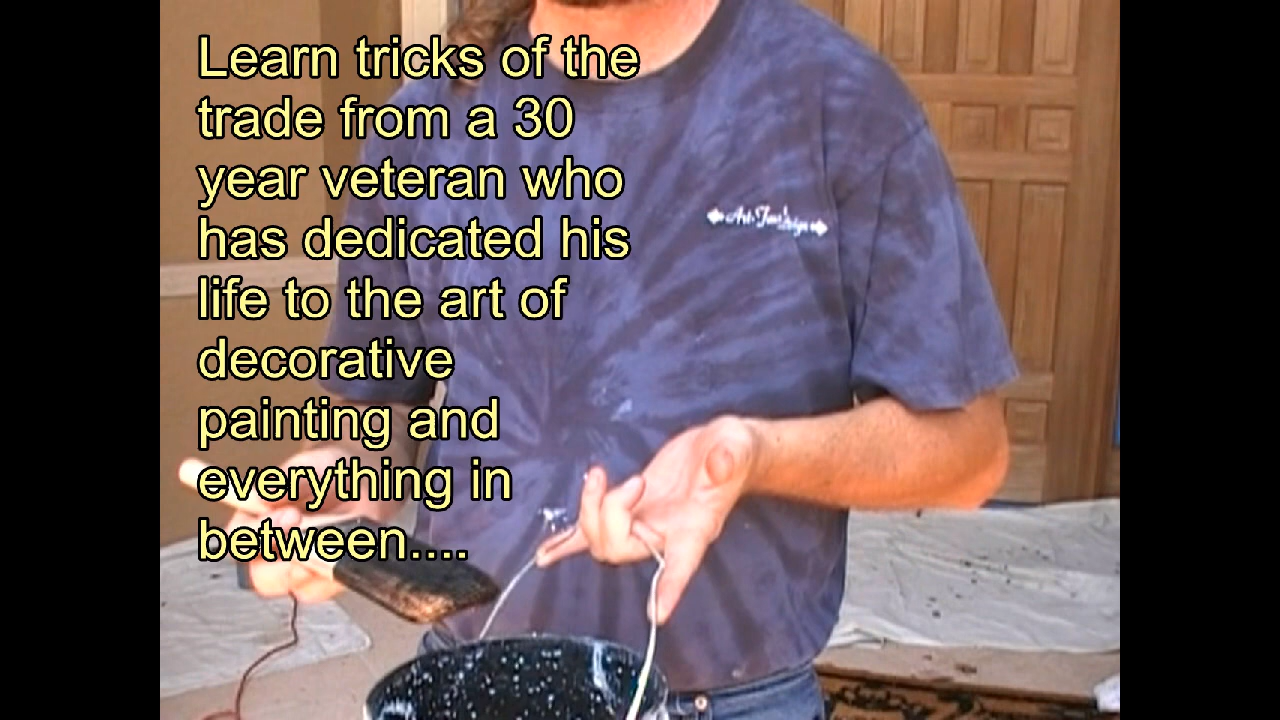 Learn tricks of the
trade from a 30
year veteran who
has dedicated his
life to the art of
decorative
painting and
everything in
between....